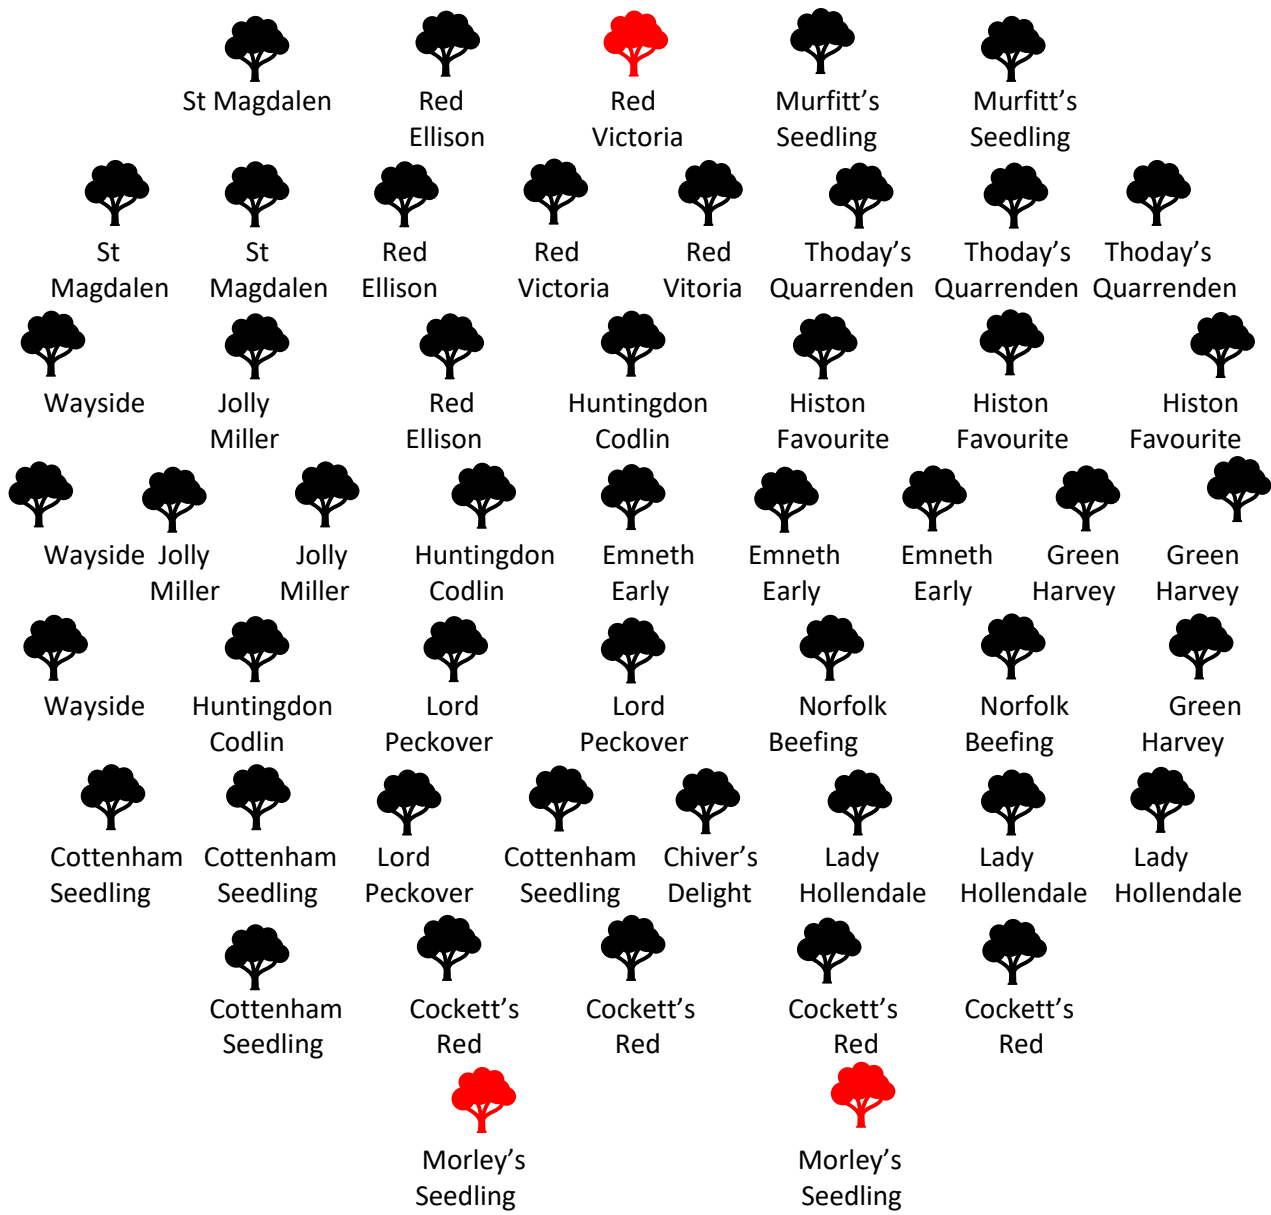 St Magdalen Red Red Murfitt’s Murfitt’s
Ellison Victoria Seedling Seedling
St St Red Red Red Thoday’s Thoday’s Thoday’s
Magdalen Magdalen Ellison Victoria Vitoria Quarrenden Quarrenden Quarrenden
Wayside Jolly Red Huntingdon Histon Histon Histon
Miller Ellison Codlin Favourite Favourite Favourite
Wayside Jolly Jolly Huntingdon Emneth Emneth Emneth Green Green
Miller Miller Codlin Early Early Early Harvey Harvey
Wayside Huntingdon Lord Lord Norfolk Norfolk Green
Codlin Peckover Peckover Beefing Beefing Harvey
Cottenham Cottenham Lord Cottenham Chiver’s Lady Lady Lady
Seedling Seedling Peckover Seedling Delight Hollendale Hollendale Hollendale
Cottenham Cockett’s Cockett’s Cockett’s Cockett’s
Seedling Red Red Red Red
Morley’s Morley’s
Seedling Seedling